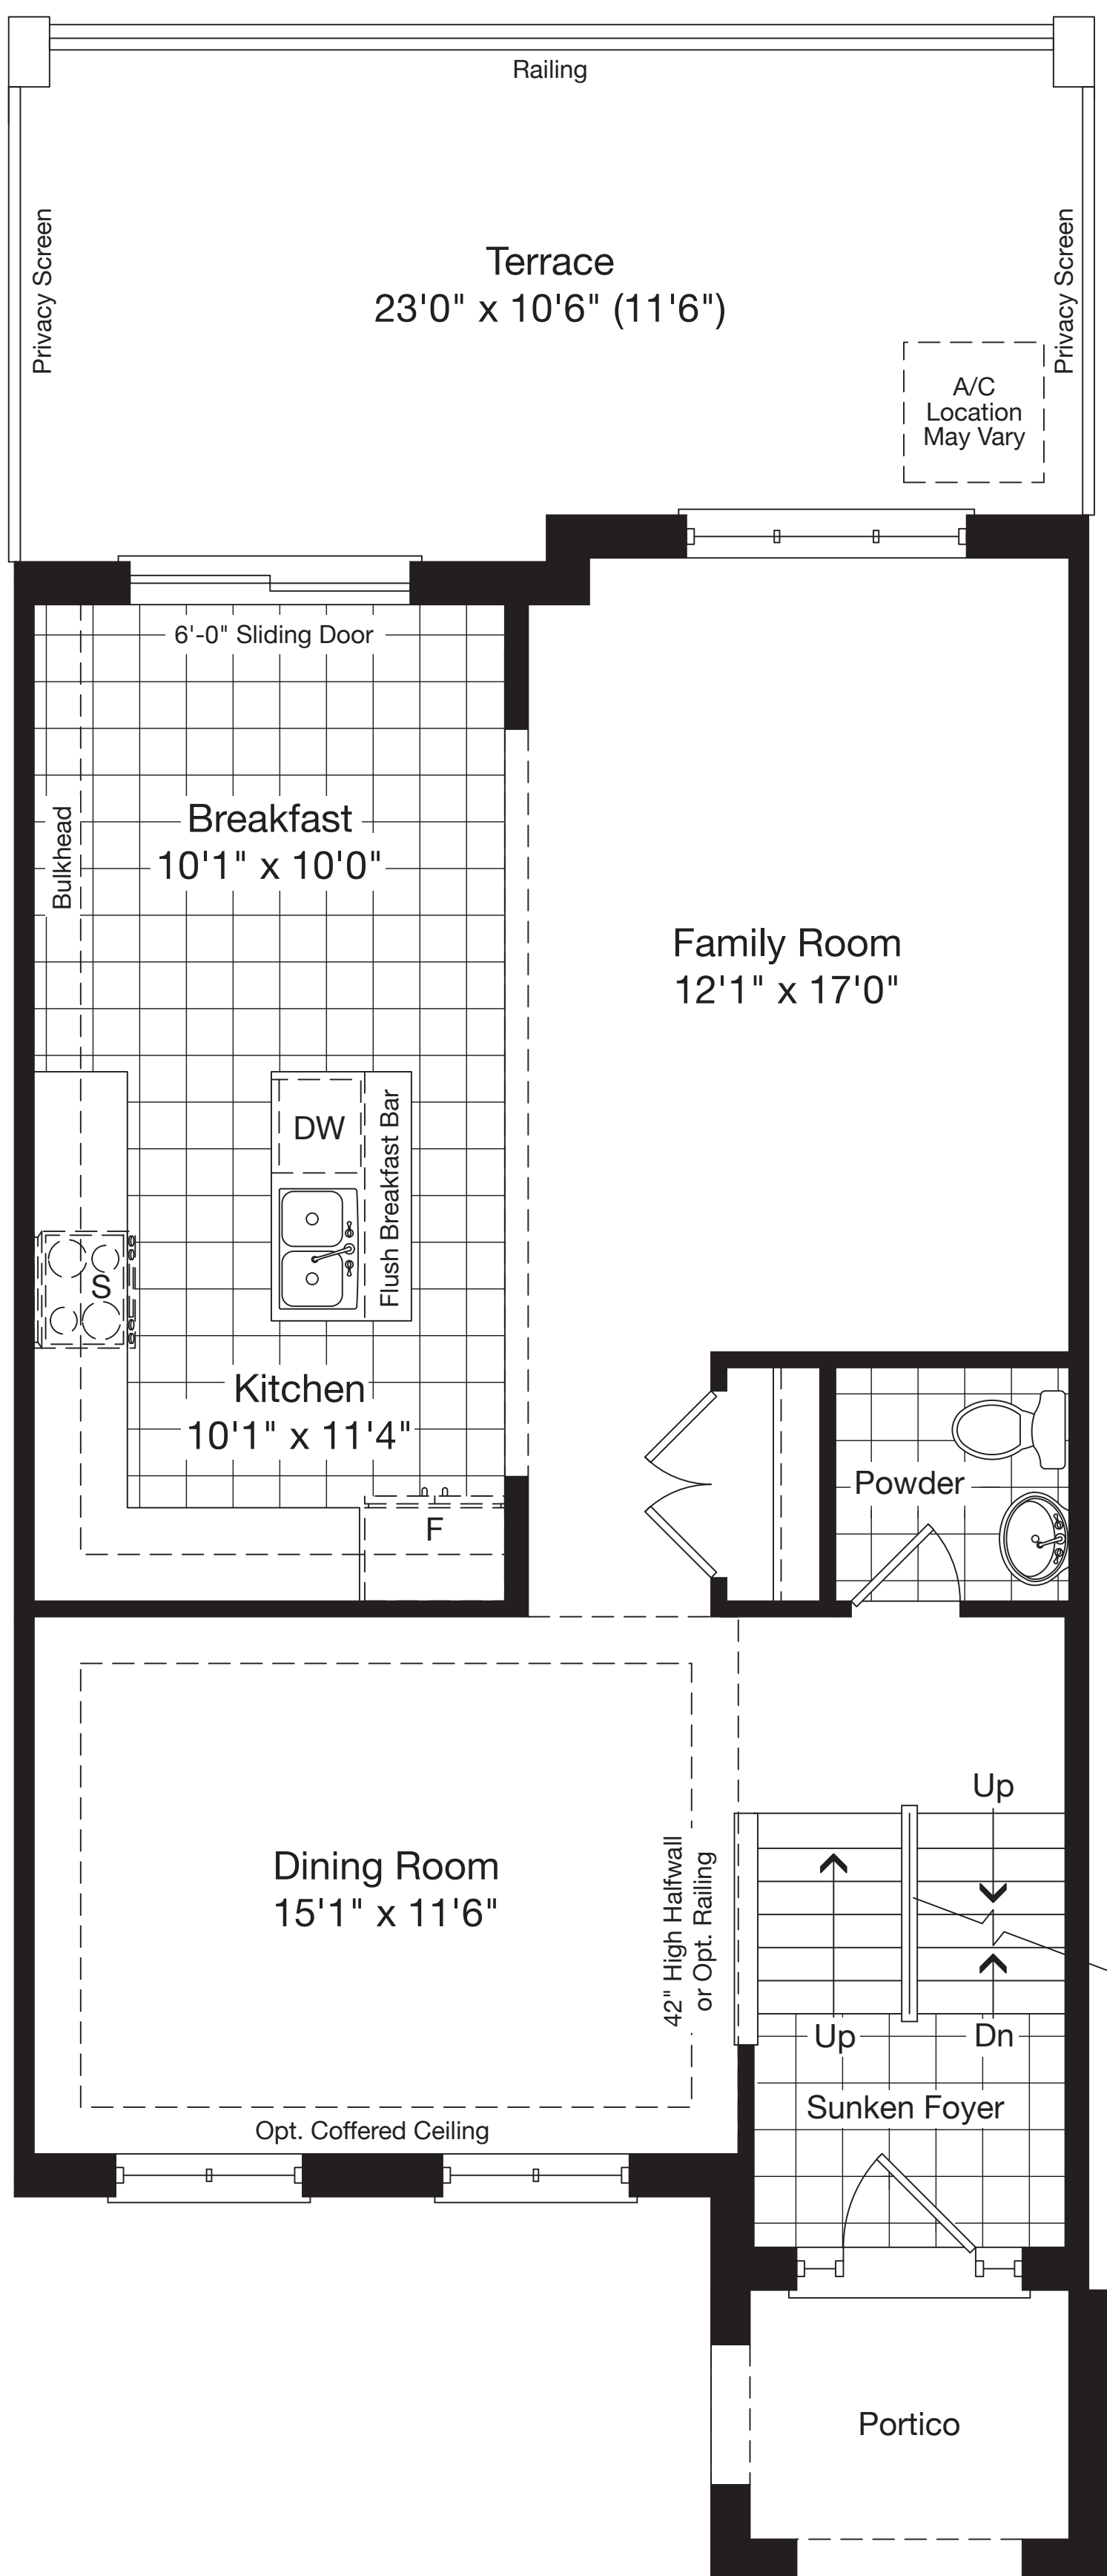 Railing
Privacy Screen
Privacy Screen
Terrace
23'0" x 10'6" (11'6")
A/C
Location
May Vary
6'-0" Sliding Door
Bulkhead
Breakfast
10'1" x 10'0"
Family Room
12'1" x 17'0"
DW
Flush Breakfast Bar
S
Kitchen
10'1" x 11'4"
F
Powder
Up
Dining Room
15'1" x 11'6"
42" High Halfwall
or Opt. Railing
Up
Dn
Sunken Foyer
Opt. Coffered Ceiling
Portico